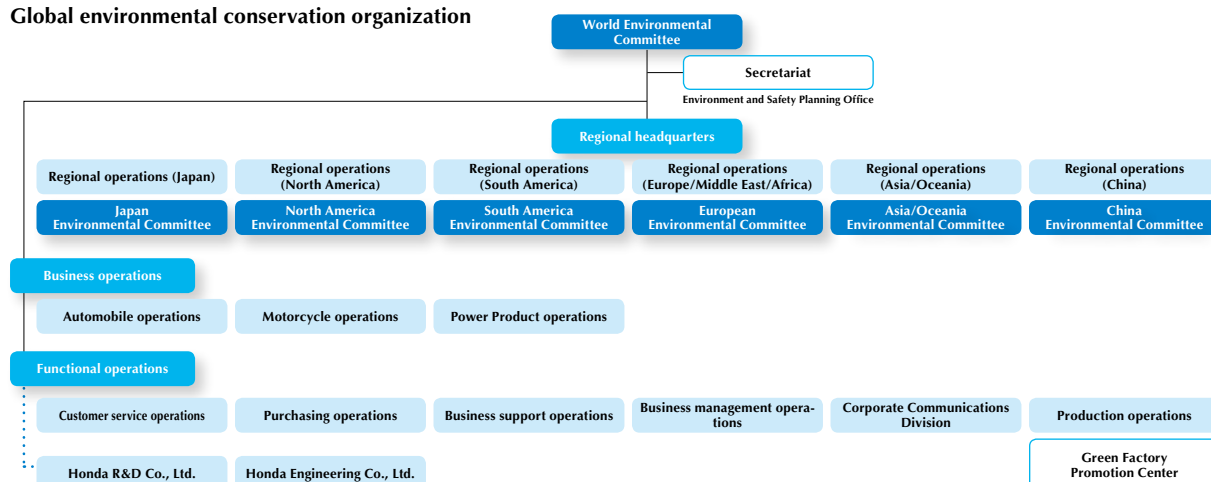 Global environmental conservation organization
World Environmental
Committee
Secretariat
Environment and Safety Planning Office
Regional headquarters
Regional operations (Japan)
Regional operations
(North America)
Regional operations
(South America)
Regional operations
(Europe/Middle East/Africa)
Regional operations
(Asia/Oceania)
Regional operations
(China)
Japan
Environmental Committee
North America
Environmental Committee
South America
Environmental Committee
European
Environmental Committee
Asia/Oceania
Environmental Committee
China
Environmental Committee
Business operations
Automobile operations
Motorcycle operations
Power Product operations
Functional operations
Customer service operations
Purchasing operations
Business support operations
Business management opera-
tions
Corporate Communications
Division
Production operations
Honda R&D Co., Ltd.
Honda Engineering Co., Ltd.
Green Factory
Promotion Center